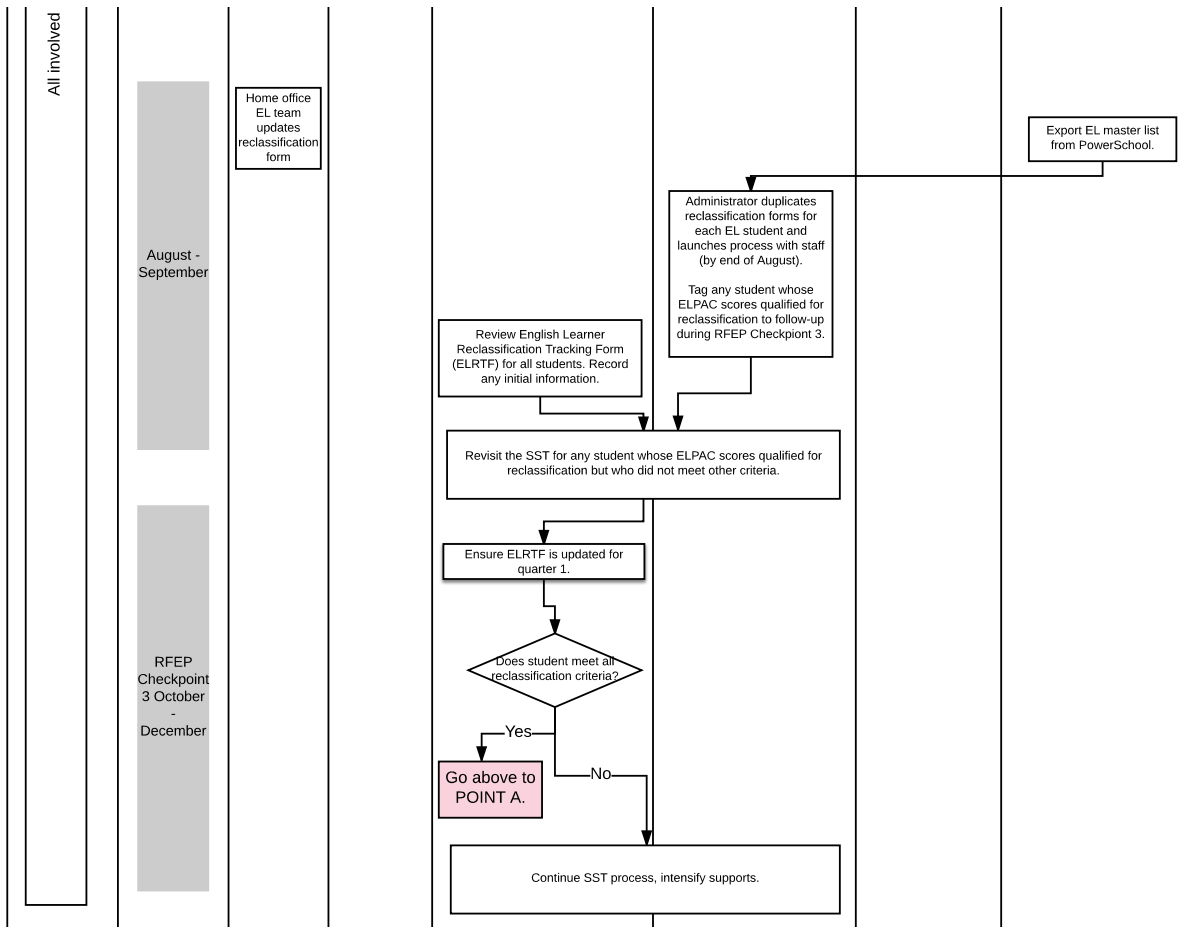 All involved
Home office
EL team
updates
reclassification
form
Export EL master list
from PowerSchool.
Administrator duplicates
reclassification forms for
each EL student and
launches process with staff
(by end of August).
Tag any student whose
ELPAC scores qualified for
reclassification to follow-up
during RFEP Checkpiont 3.
August -
September
Review English Learner
Reclassification Tracking Form
(ELRTF) for all students. Record
any initial information.
Revisit the SST for any student whose ELPAC scores qualified for
reclassification but who did not meet other criteria.
Ensure ELRTF is updated for
quarter 1.
RFEP
Checkpoint
3 October
-
December
Does student meet all
reclassification criteria?
Yes
No
Go above to
POINT A.
Continue SST process, intensify supports.